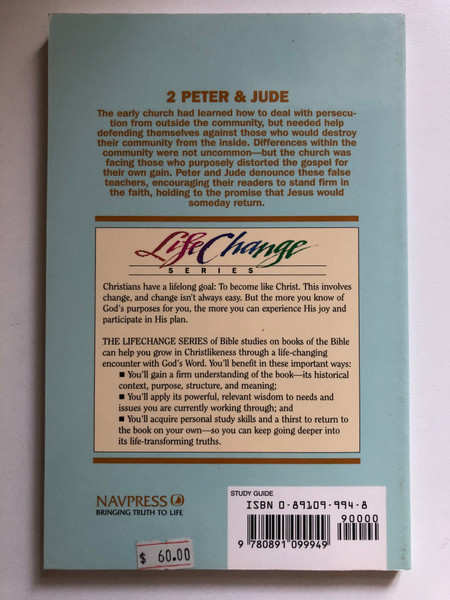 2 PETER & JUDE
The early church had learned how to deal with persecu-
tion from outside the community, but needed help
defending themselves against those who would destroy
their community from the inside. Differences within the
community were not uncommon—but the church was
facing those who purposely distorted the gospel for
their own gain. Peter and Jude denounce these false
teachers, encouraging their readers to stand firm in
the faith, holding to the promise that Jesus would
someday return.
LifeChange
SERIES
Christians have a lifelong goal: To become like Christ. This involves
change, and change isn't always easy. But the more you know of
God's purposes for you, the more you can experience His joy and
participate in His plan.
THE LIFECHANGE SERIES of Bible studies on books of the Bible
can help you grow in Christlikeness through a life-changing
encounter with God's Word. You'll benefit in these important ways:
■ You'll gain a firm understanding of the book—its historical
context, purpose, structure, and meaning;
■ You'll apply its powerful, relevant wisdom to needs and
issues you are currently working through; and
■ You'll acquire personal study skills and a thirst to return to
the book on your own—so you can keep going deeper into
its life-transforming truths.
NAVPRESS
BRINGING TRUTH TO LIFE
$ 60.00
STUDY GUIDE
ISBN 0-89109-994-8
90000
9 780891 099949